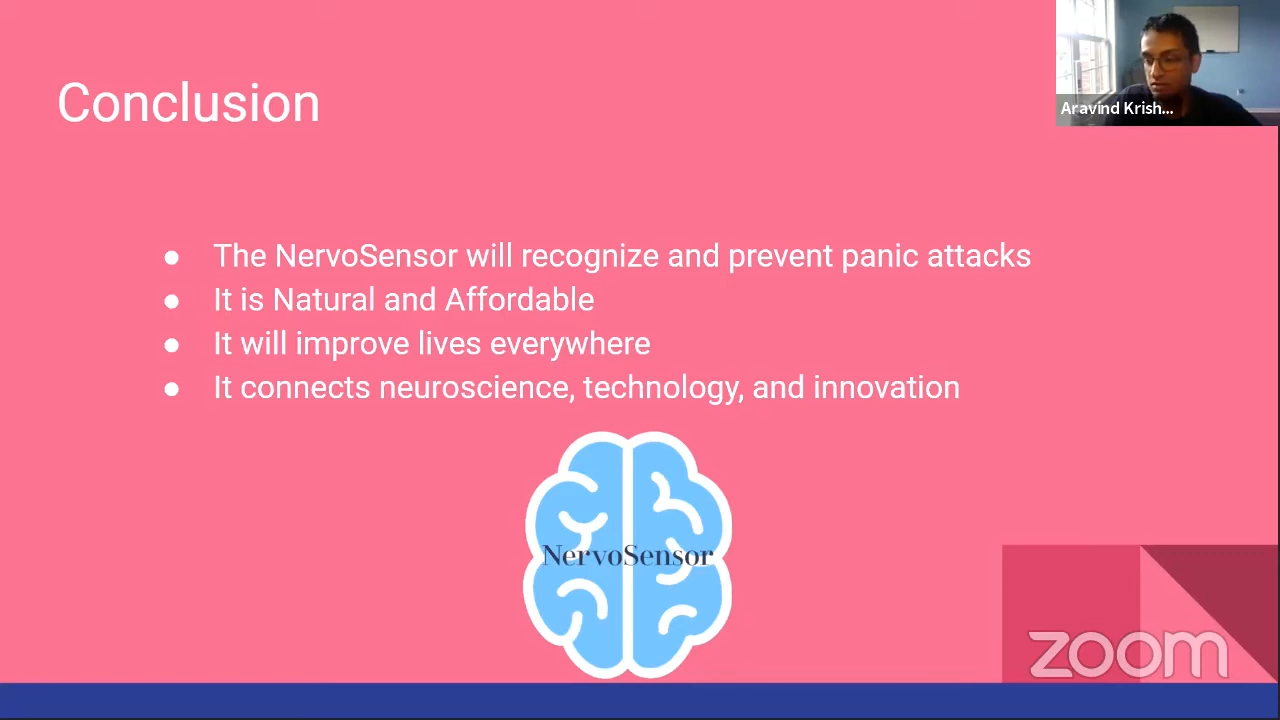 Conclusion
Aravind Krish...
● The NervoSensor will recognize and prevent panic attacks
● It is Natural and Affordable
● It will improve lives everywhere
● It connects neuroscience, technology, and innovation
NervoSensor
zoom